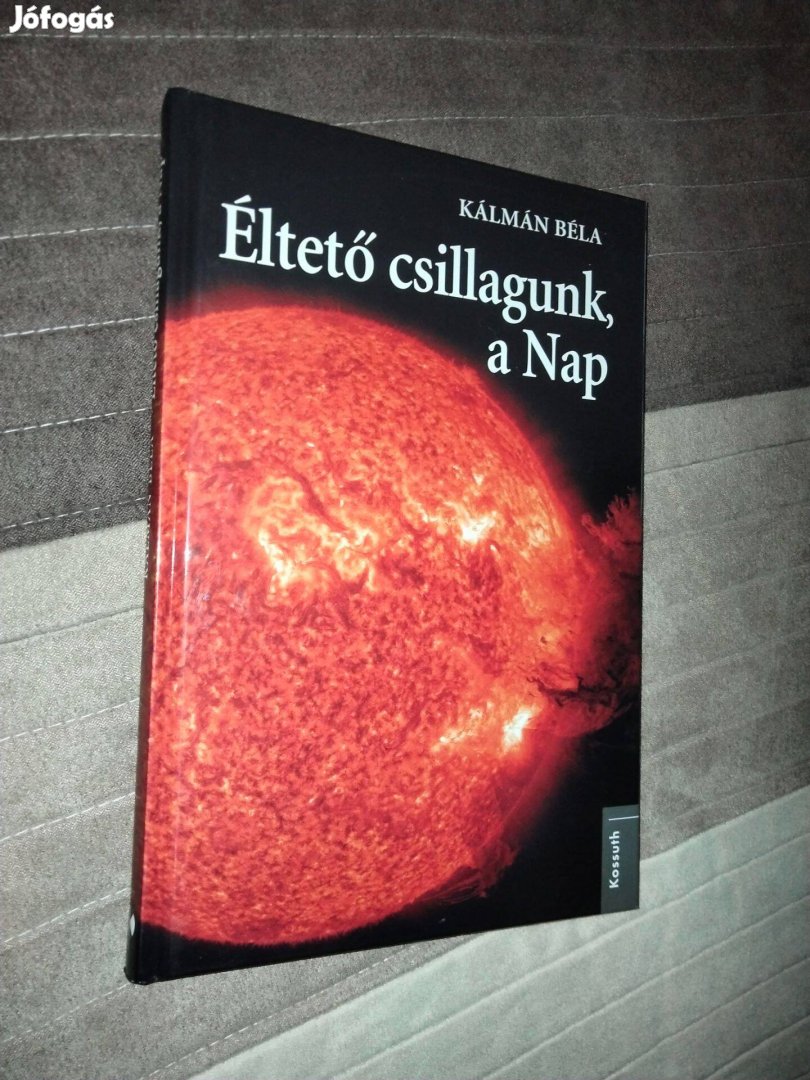 Jófogás
KÁLMÁN BÉLA
Éltető csillagunk,
a Nap
Kossuth